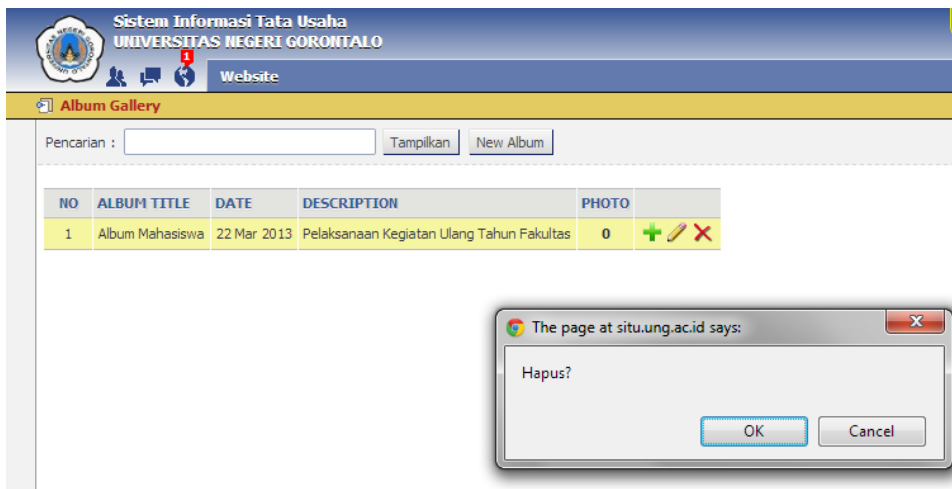 Sistem Informasi Tata Usaha
UNIVERSITAS NEGERI GORONTALO
1
Website
Album Gallery
Pencarian :
Tampilkan
New Album
NO ALBUM TITLE DATE DESCRIPTION PHOTO
1 Album Mahasiswa 22 Mar 2013 Pelaksanaan Kegiatan Ulang Tahun Fakultas 0
The page at situ.ung.ac.id says:
Hapus?
OK Cancel